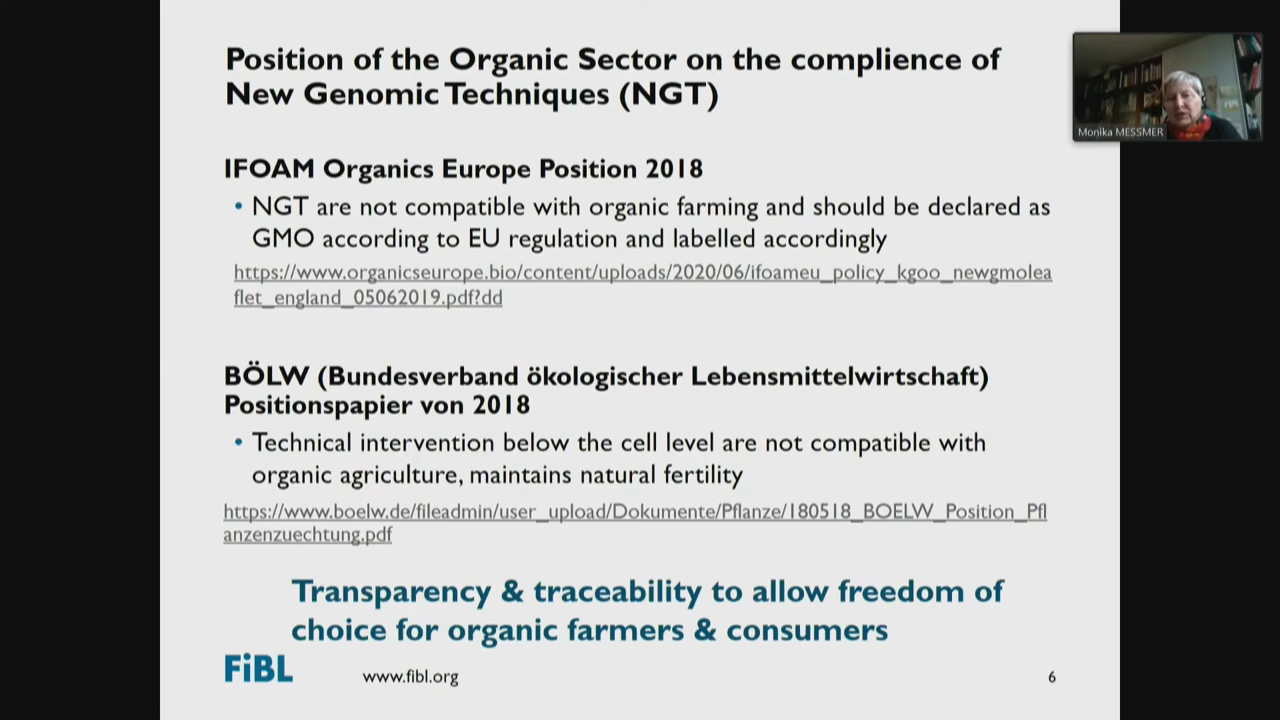 Position of the Organic Sector on the complience of
New Genomic Techniques (NGT)
Monika MESSMER
IFOAM Organics Europe Position 2018
• NGT are not compatible with organic farming and should be declared as
GMO according to EU regulation and labelled accordingly
https://www.organicseurope.bio/content/uploads/2020/06/ifoameu_policy_kgoo_newgmolea
flet_england_05062019.pdf?dd
BÖLW (Bundesverband ökologischer Lebensmittelwirtschaft)
Positionspapier von 2018
• Technical intervention below the cell level are not compatible with
organic agriculture, maintains natural fertility
https://www.boelw.de/fileadmin/user_upload/Dokumente/Pflanze/180518_BOELW_Position_Pfl
anzenzuechtung.pdf
Transparency & traceability to allow freedom of
choice for organic farmers & consumers
FiBL
www.fibl.org
6